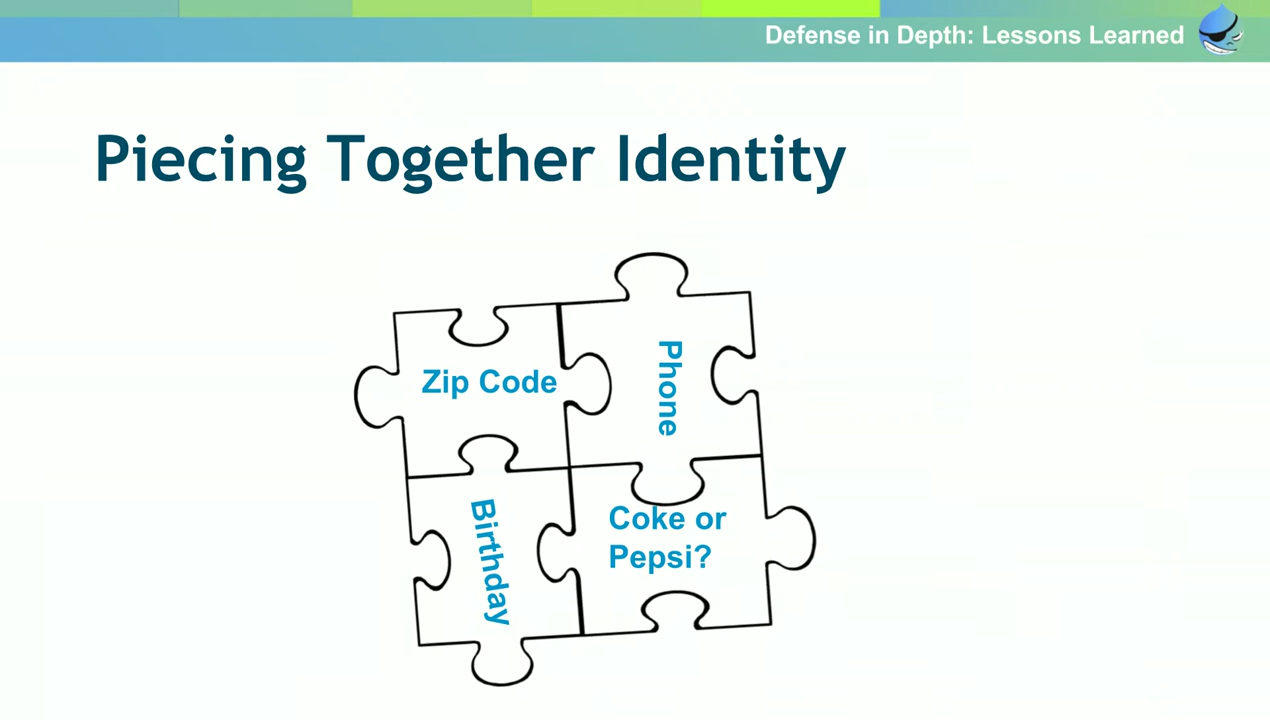 Defense in Depth: Lessons Learned
Piecing Together Identity
Zip Code
Phone
Birthday
Coke or
Pepsi?